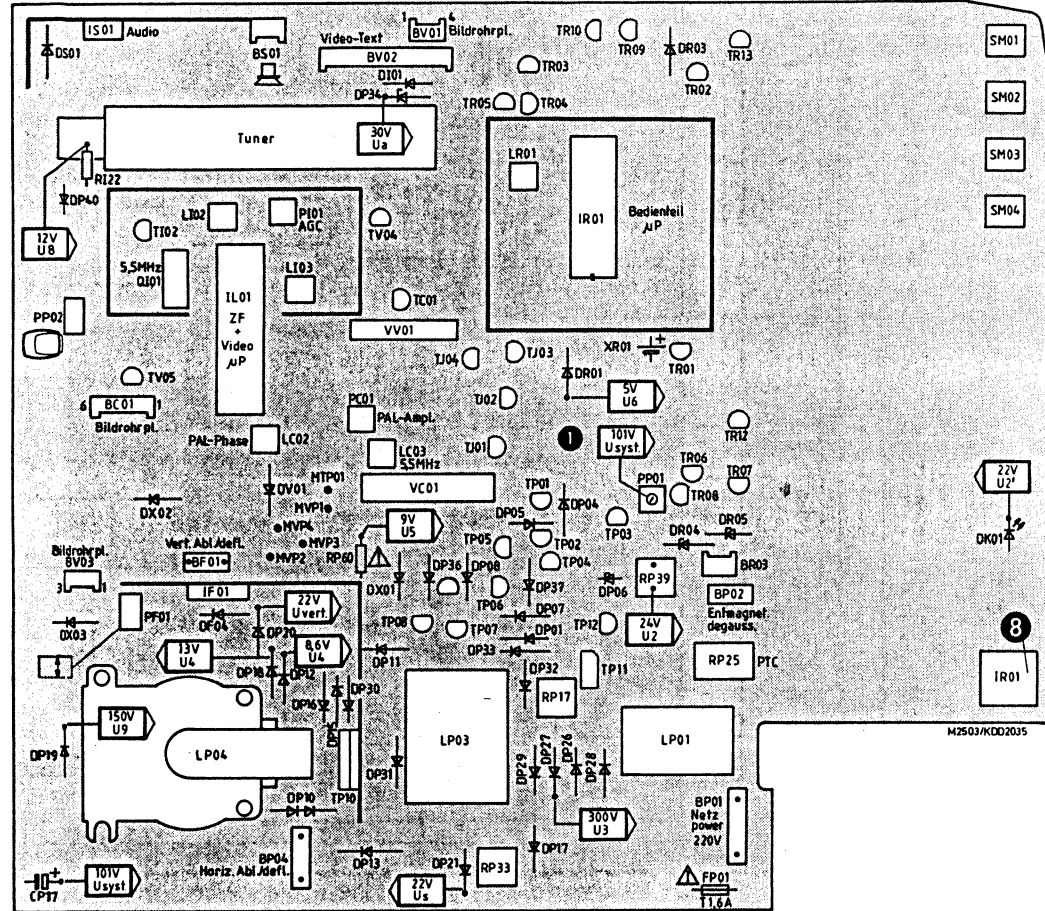 IS01 Audio
DS01
BS01
1 4
BV01 Bildrohrpl.
Video-Text
BV02
DI01
DP34
TR10
TR09
DR03
TR13
TR03
TR02
TR05
TR04
SM01
SM02
SM03
SM04
Tuner
30V
Ua
RI22
DP40
12V
U8
LI02
PI01
AGC
TI02
TV04
5,5MHz
QI01
LI03
IL01
ZF
+
Video
µP
TC01
VV01
LR01
IR01
Bedienteil
µP
PP02
TV05
6 BC01 1
Bildrohrpl.
TJ04
TJ03
XR01
+
TR01
DR01
5V
U6
TJ02
PC01
PAL-Ampl.
PAL-Phase
LC02
LC03
5,5MHz
TJ01
1
101V
Usyst.
TR12
PP01
TR06
TR07
TR08
22V
U2'
DK01
DX02
DV01
MTP01
MVP1
MVP4
MVP3
MVP2
VC01
9V
U5
RP60
TP01
DP05
DP04
TP03
TP02
TP05
TP04
DR04
DR05
BR03
Vert. Abl./defl.
BF01
Bildrohrpl.
BV03
3 1
DX01
DP36
DP08
DP37
DP06
RP39
BP02
Entmagnet.
degauss.
TP06
DP07
TP08
TP07
DP01
TP12
24V
U2
IF01
22V
Uvert.
PF01
DX03
DF04
DP20
13V
U4
8,6V
U4
DP11
DP33
DP18
DP12
DP32
TP11
RP17
RP25 PTC
8
IR01
M2503/KDD2035
DP30
DP16
DP15
150V
U9
DP19
LP04
TP10
LP03
DP31
DP29
DP27
DP26
DP28
LP01
DP10
300V
U3
BP01
Netz
power
220V
BP04
Horiz. Abl./defl.
DP13
DP21
RP33
DP17
+
CP17
101V
Usyst
22V
Us
FP01
T1,6A